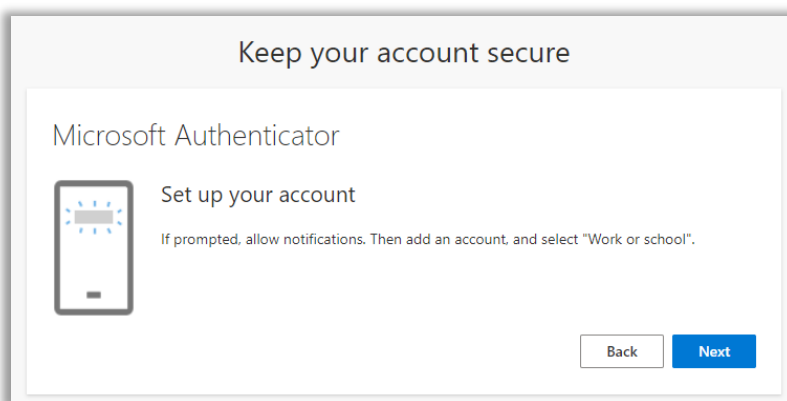 Keep your account secure
Microsoft Authenticator
Set up your account
If prompted, allow notifications. Then add an account, and select "Work or school".
Back
Next